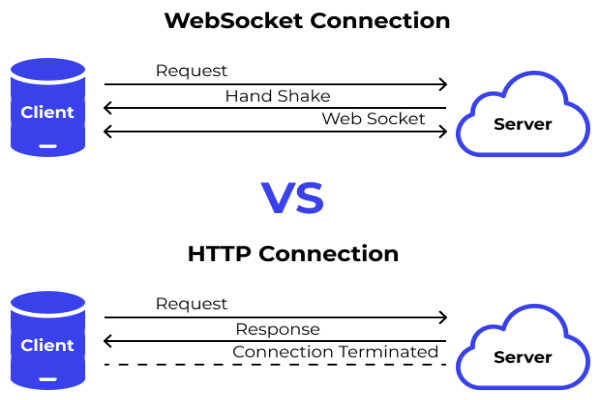 WebSocket Connection
Request
Hand Shake
Web Socket
Client
Server
VS
HTTP Connection
Request
Response
Connection Terminated
Client
Server